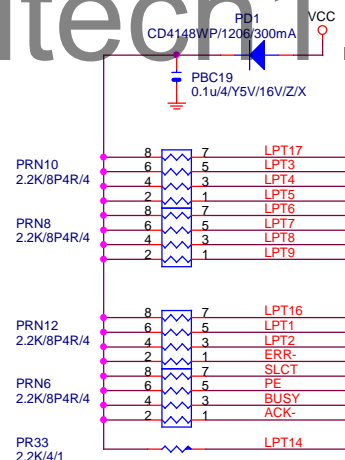 itech1.
PD1 VCC
CD4148WP/1206/300mA
PBC19
0.1u/4/Y5V/16V/Z/X
8 7 LPT17
PRN10 6 5 LPT3
2.2K/8P4R/4 4 3 LPT4
2 1 LPT5
8 7 LPT6
PRN8 6 5 LPT7
2.2K/8P4R/4 4 3 LPT8
2 1 LPT9
8 7 LPT16
PRN12 6 5 LPT1
2.2K/8P4R/4 4 3 LPT2
2 1 ERR-
8 7 SLCT
PRN6 6 5 PE
2.2K/8P4R/4 4 3 BUSY
2 1 ACK-
PR33 LPT14
2.2K/4/1